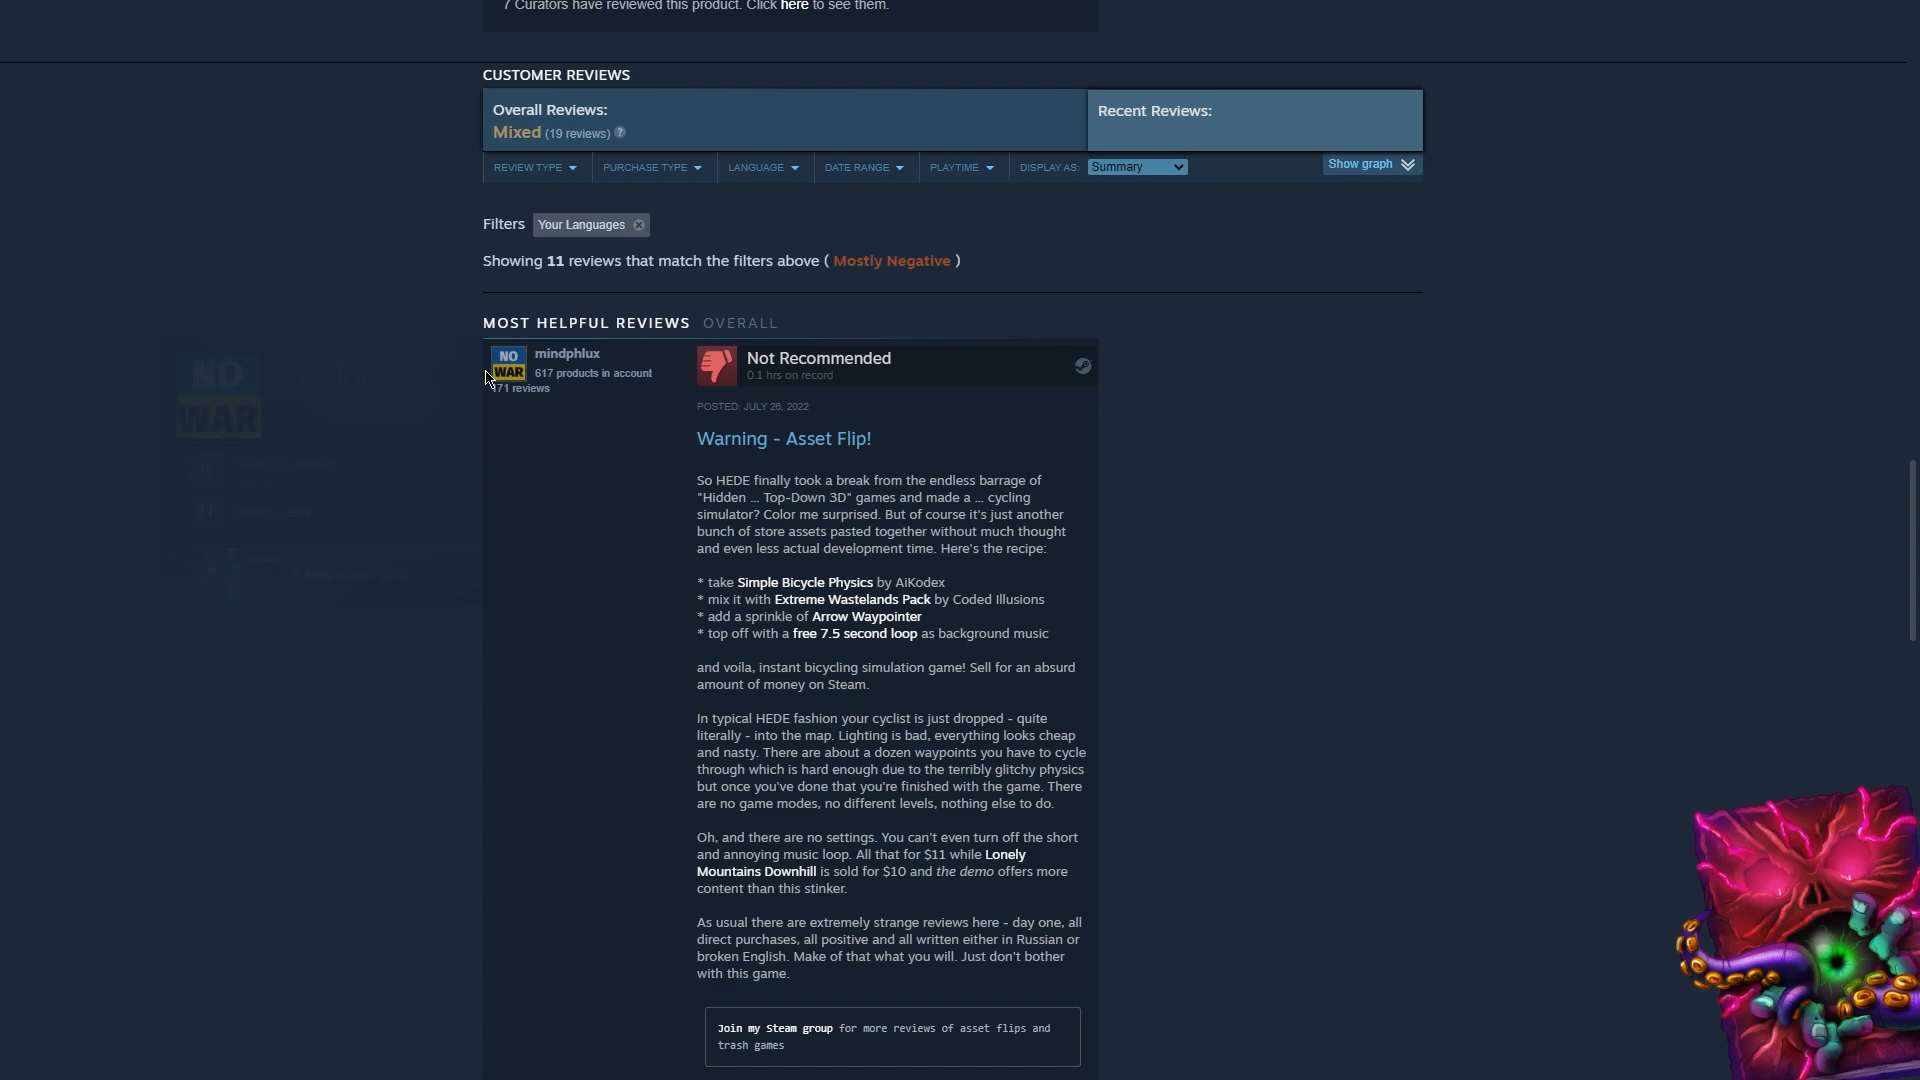 7 Curators have reviewed this product. Click here to see them.
CUSTOMER REVIEWS
Overall Reviews:
Mixed (19 reviews) ?
Recent Reviews:
REVIEW TYPE
PURCHASE TYPE
LANGUAGE
DATE RANGE
PLAYTIME
DISPLAY AS:
Summary
Show graph
Filters
Your Languages
Showing 11 reviews that match the filters above ( Mostly Negative )
MOST HELPFUL REVIEWS OVERALL
NO
WAR
mindphlux
617 products in account
reviews
Not Recommended
0.1 hrs on record
POSTED: JULY 26, 2022
Warning - Asset Flip!
So HEDE finally took a break from the endless barrage of
"Hidden ... Top-Down 3D" games and made a ... cycling
simulator? Color me surprised. But of course it's just another
bunch of store assets pasted together without much thought
and even less actual development time. Here's the recipe:
* take Simple Bicycle Physics by AiKodex
* mix it with Extreme Wastelands Pack by Coded Illusions
* add a sprinkle of Arrow Waypointer
* top off with a free 7.5 second loop as background music
and voíla, instant bicycling simulation game! Sell for an absurd
amount of money on Steam.
In typical HEDE fashion your cyclist is just dropped - quite
literally - into the map. Lighting is bad, everything looks cheap
and nasty. There are about a dozen waypoints you have to cycle
through which is hard enough due to the terribly glitchy physics
but once you've done that you're finished with the game. There
are no game modes, no different levels, nothing else to do.
Oh, and there are no settings. You can't even turn off the short
and annoying music loop. All that for $11 while Lonely
Mountains Downhill is sold for $10 and the demo offers more
content than this stinker.
As usual there are extremely strange reviews here - day one, all
direct purchases, all positive and all written either in Russian or
broken English. Make of that what you will. Just don't bother
with this game.
Join my Steam group for more reviews of asset flips and
trash games
NO
WAR